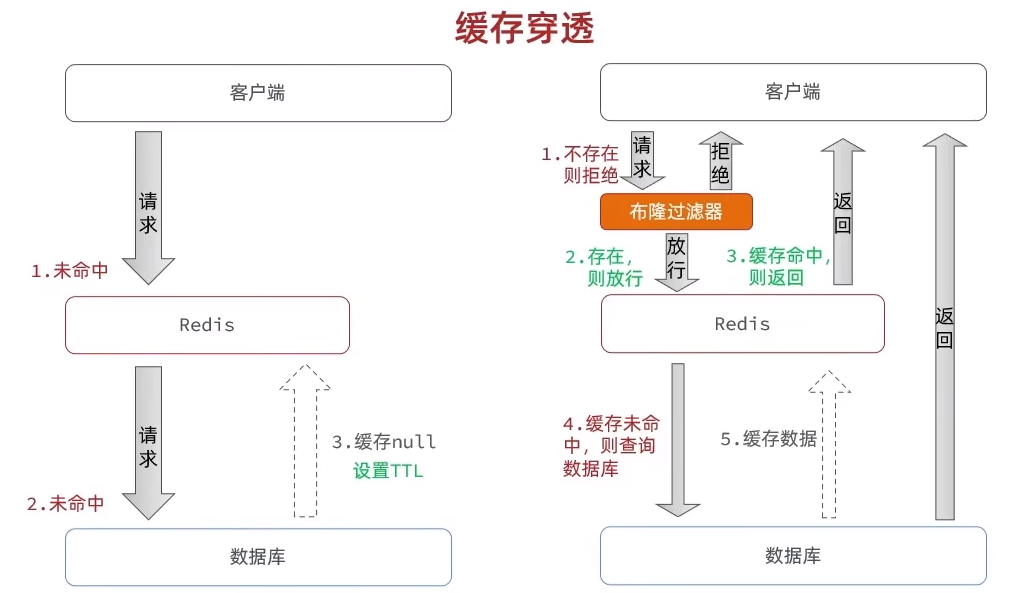 缓存穿透
客户端
请
求
1.未命中
Redis
请
求
2.未命中
3.缓存null
设置TTL
数据库
客户端
1.不存在
则拒绝
请
求
拒
绝
布隆过滤器
2.存在，
则放行
放
行
3.缓存命中，
则返回
返
回
Redis
返
回
4.缓存未命
中，则查询
数据库
5.缓存数据
数据库